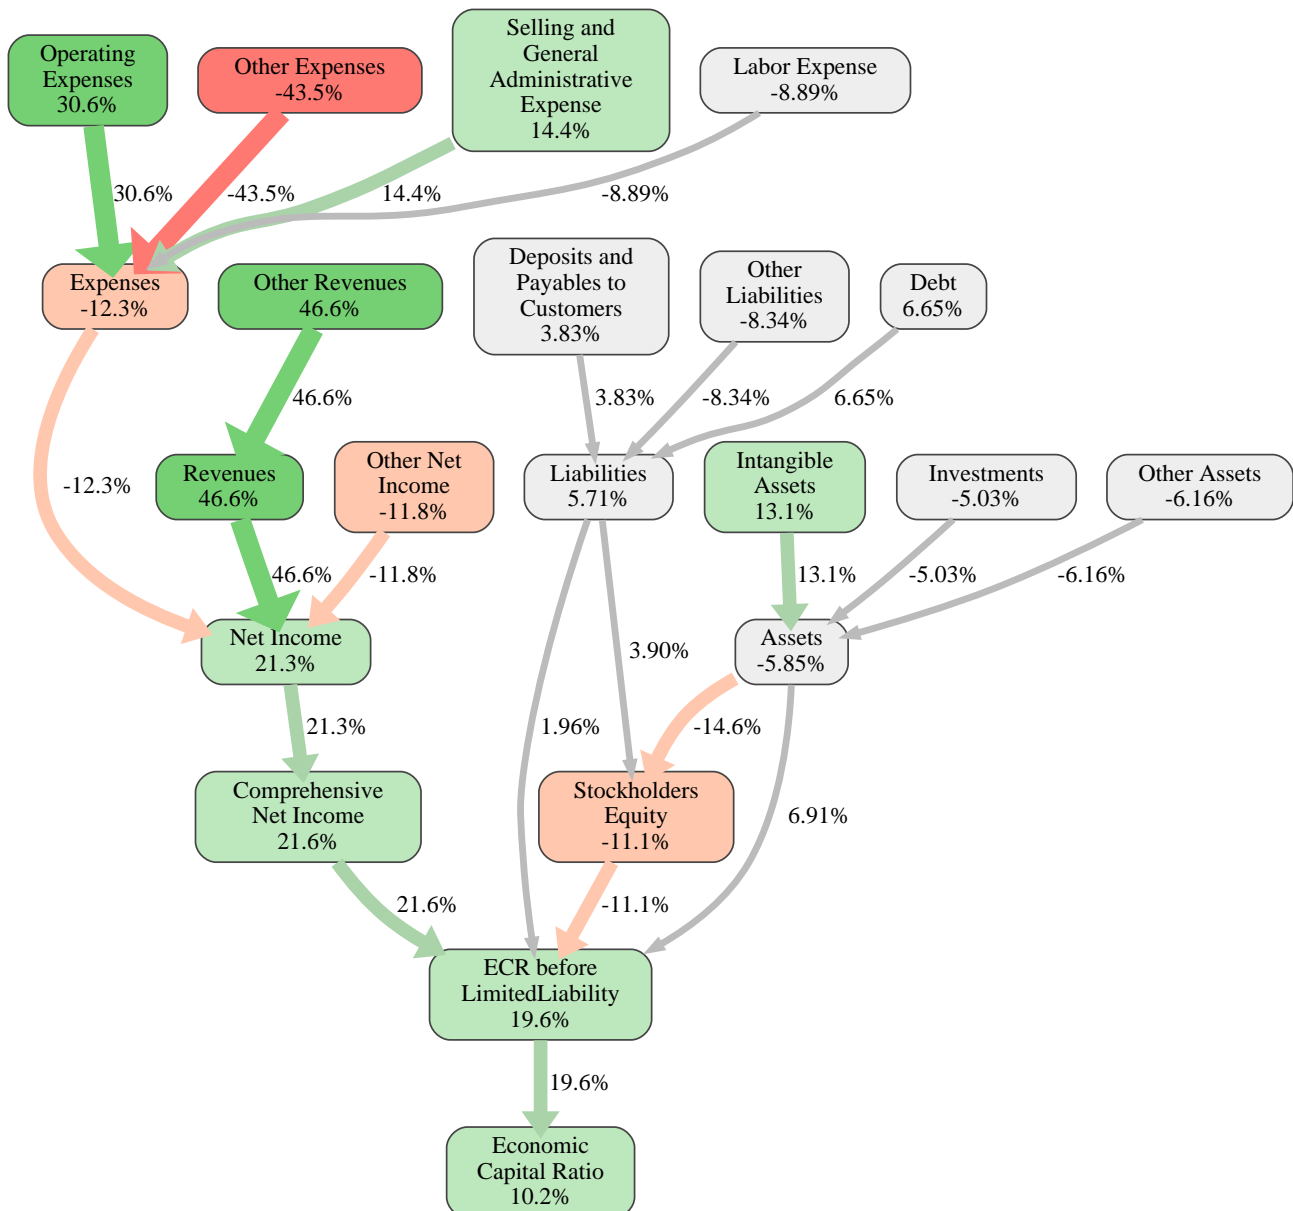 Operating
Expenses
30.6%
Other Expenses
-43.5%
Selling and
General
Administrative
Expense
14.4%
Labor Expense
-8.89%
30.6%
-43.5%
14.4%
-8.89%
Expenses
-12.3%
Other Revenues
46.6%
Deposits and
Payables to
Customers
3.83%
Other
Liabilities
-8.34%
Debt
6.65%
46.6%
3.83%
-8.34%
6.65%
-12.3%
Revenues
46.6%
Other Net
Income
-11.8%
Liabilities
5.71%
Intangible
Assets
13.1%
Investments
-5.03%
Other Assets
-6.16%
46.6%
-11.8%
13.1%
-5.03%
-6.16%
Net Income
21.3%
3.90%
Assets
-5.85%
21.3%
1.96%
-14.6%
Comprehensive
Net Income
21.6%
Stockholders
Equity
-11.1%
6.91%
21.6%
-11.1%
ECR before
LimitedLiability
19.6%
19.6%
Economic
Capital Ratio
10.2%